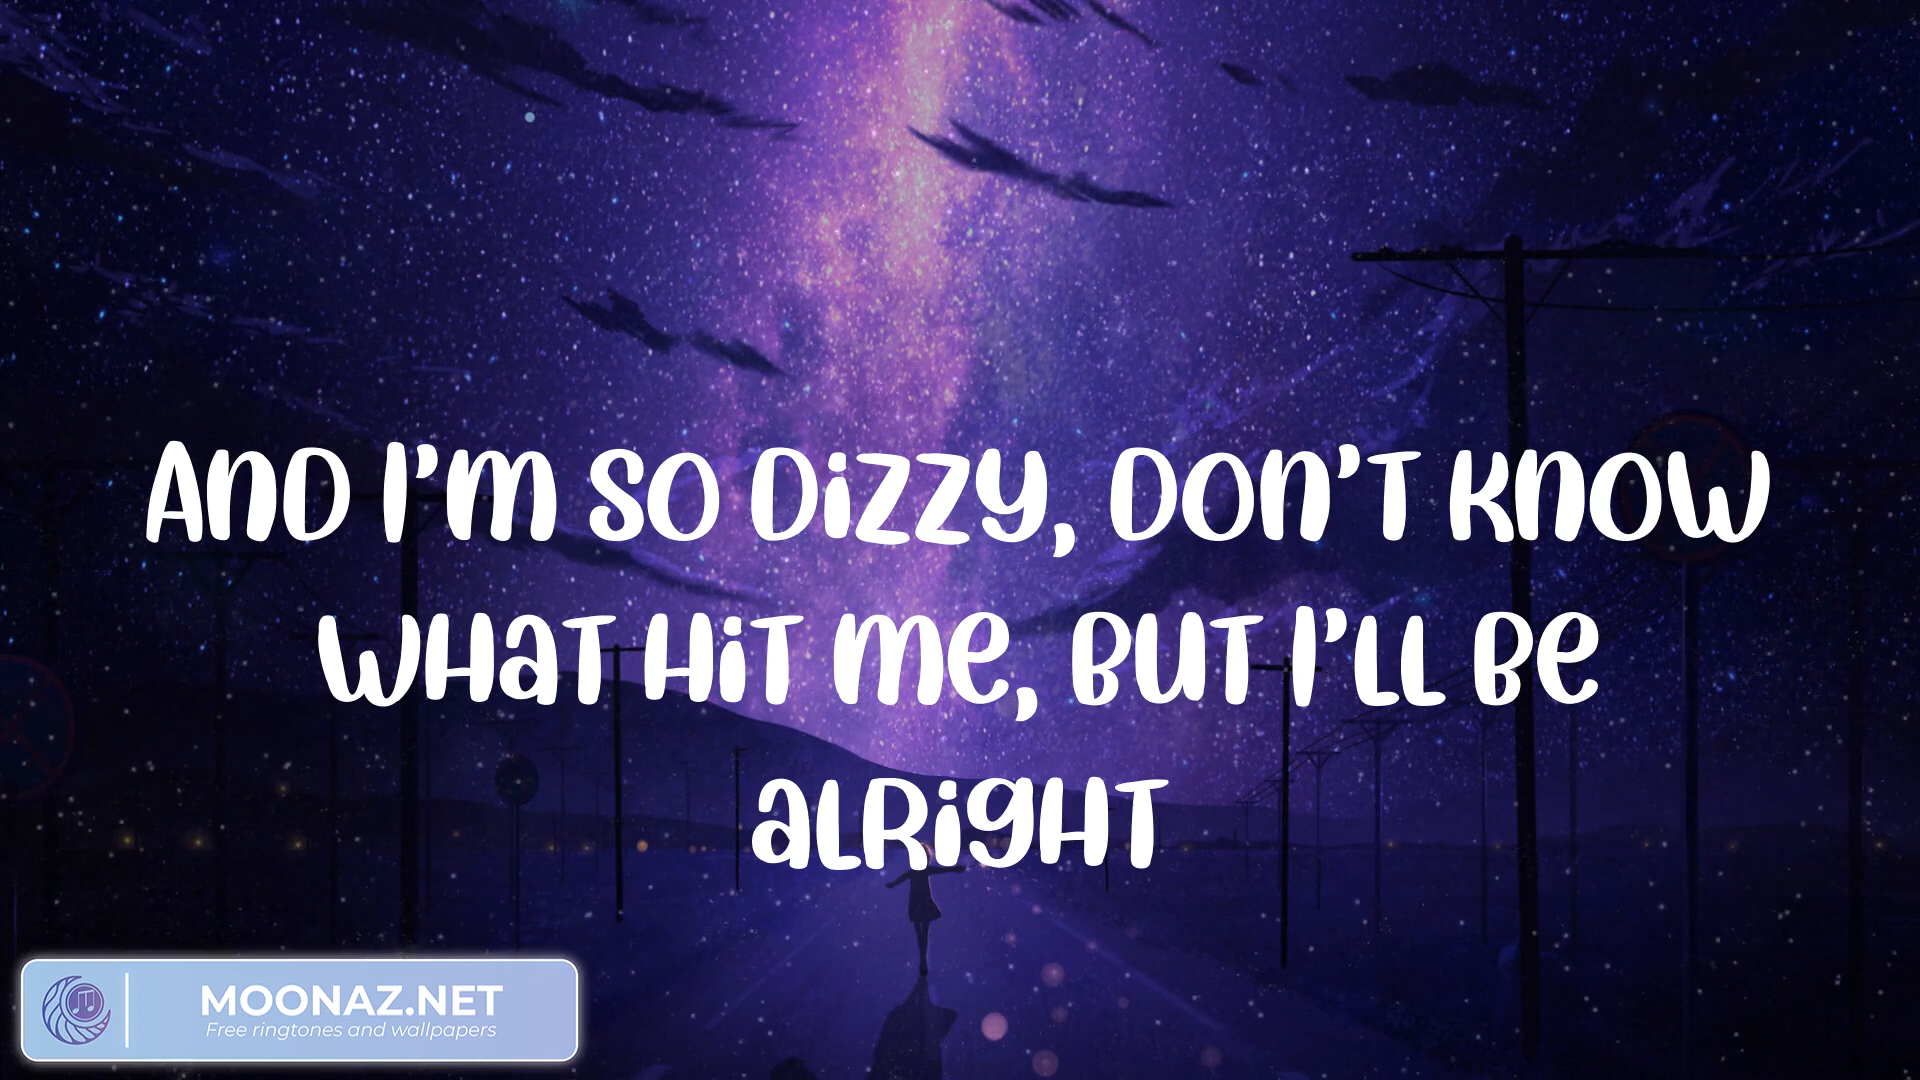 And I'm so dizzy, don't know
what hit me, but I'll be
alright
MOONAZ.NET
Free ringtones and wallpapers